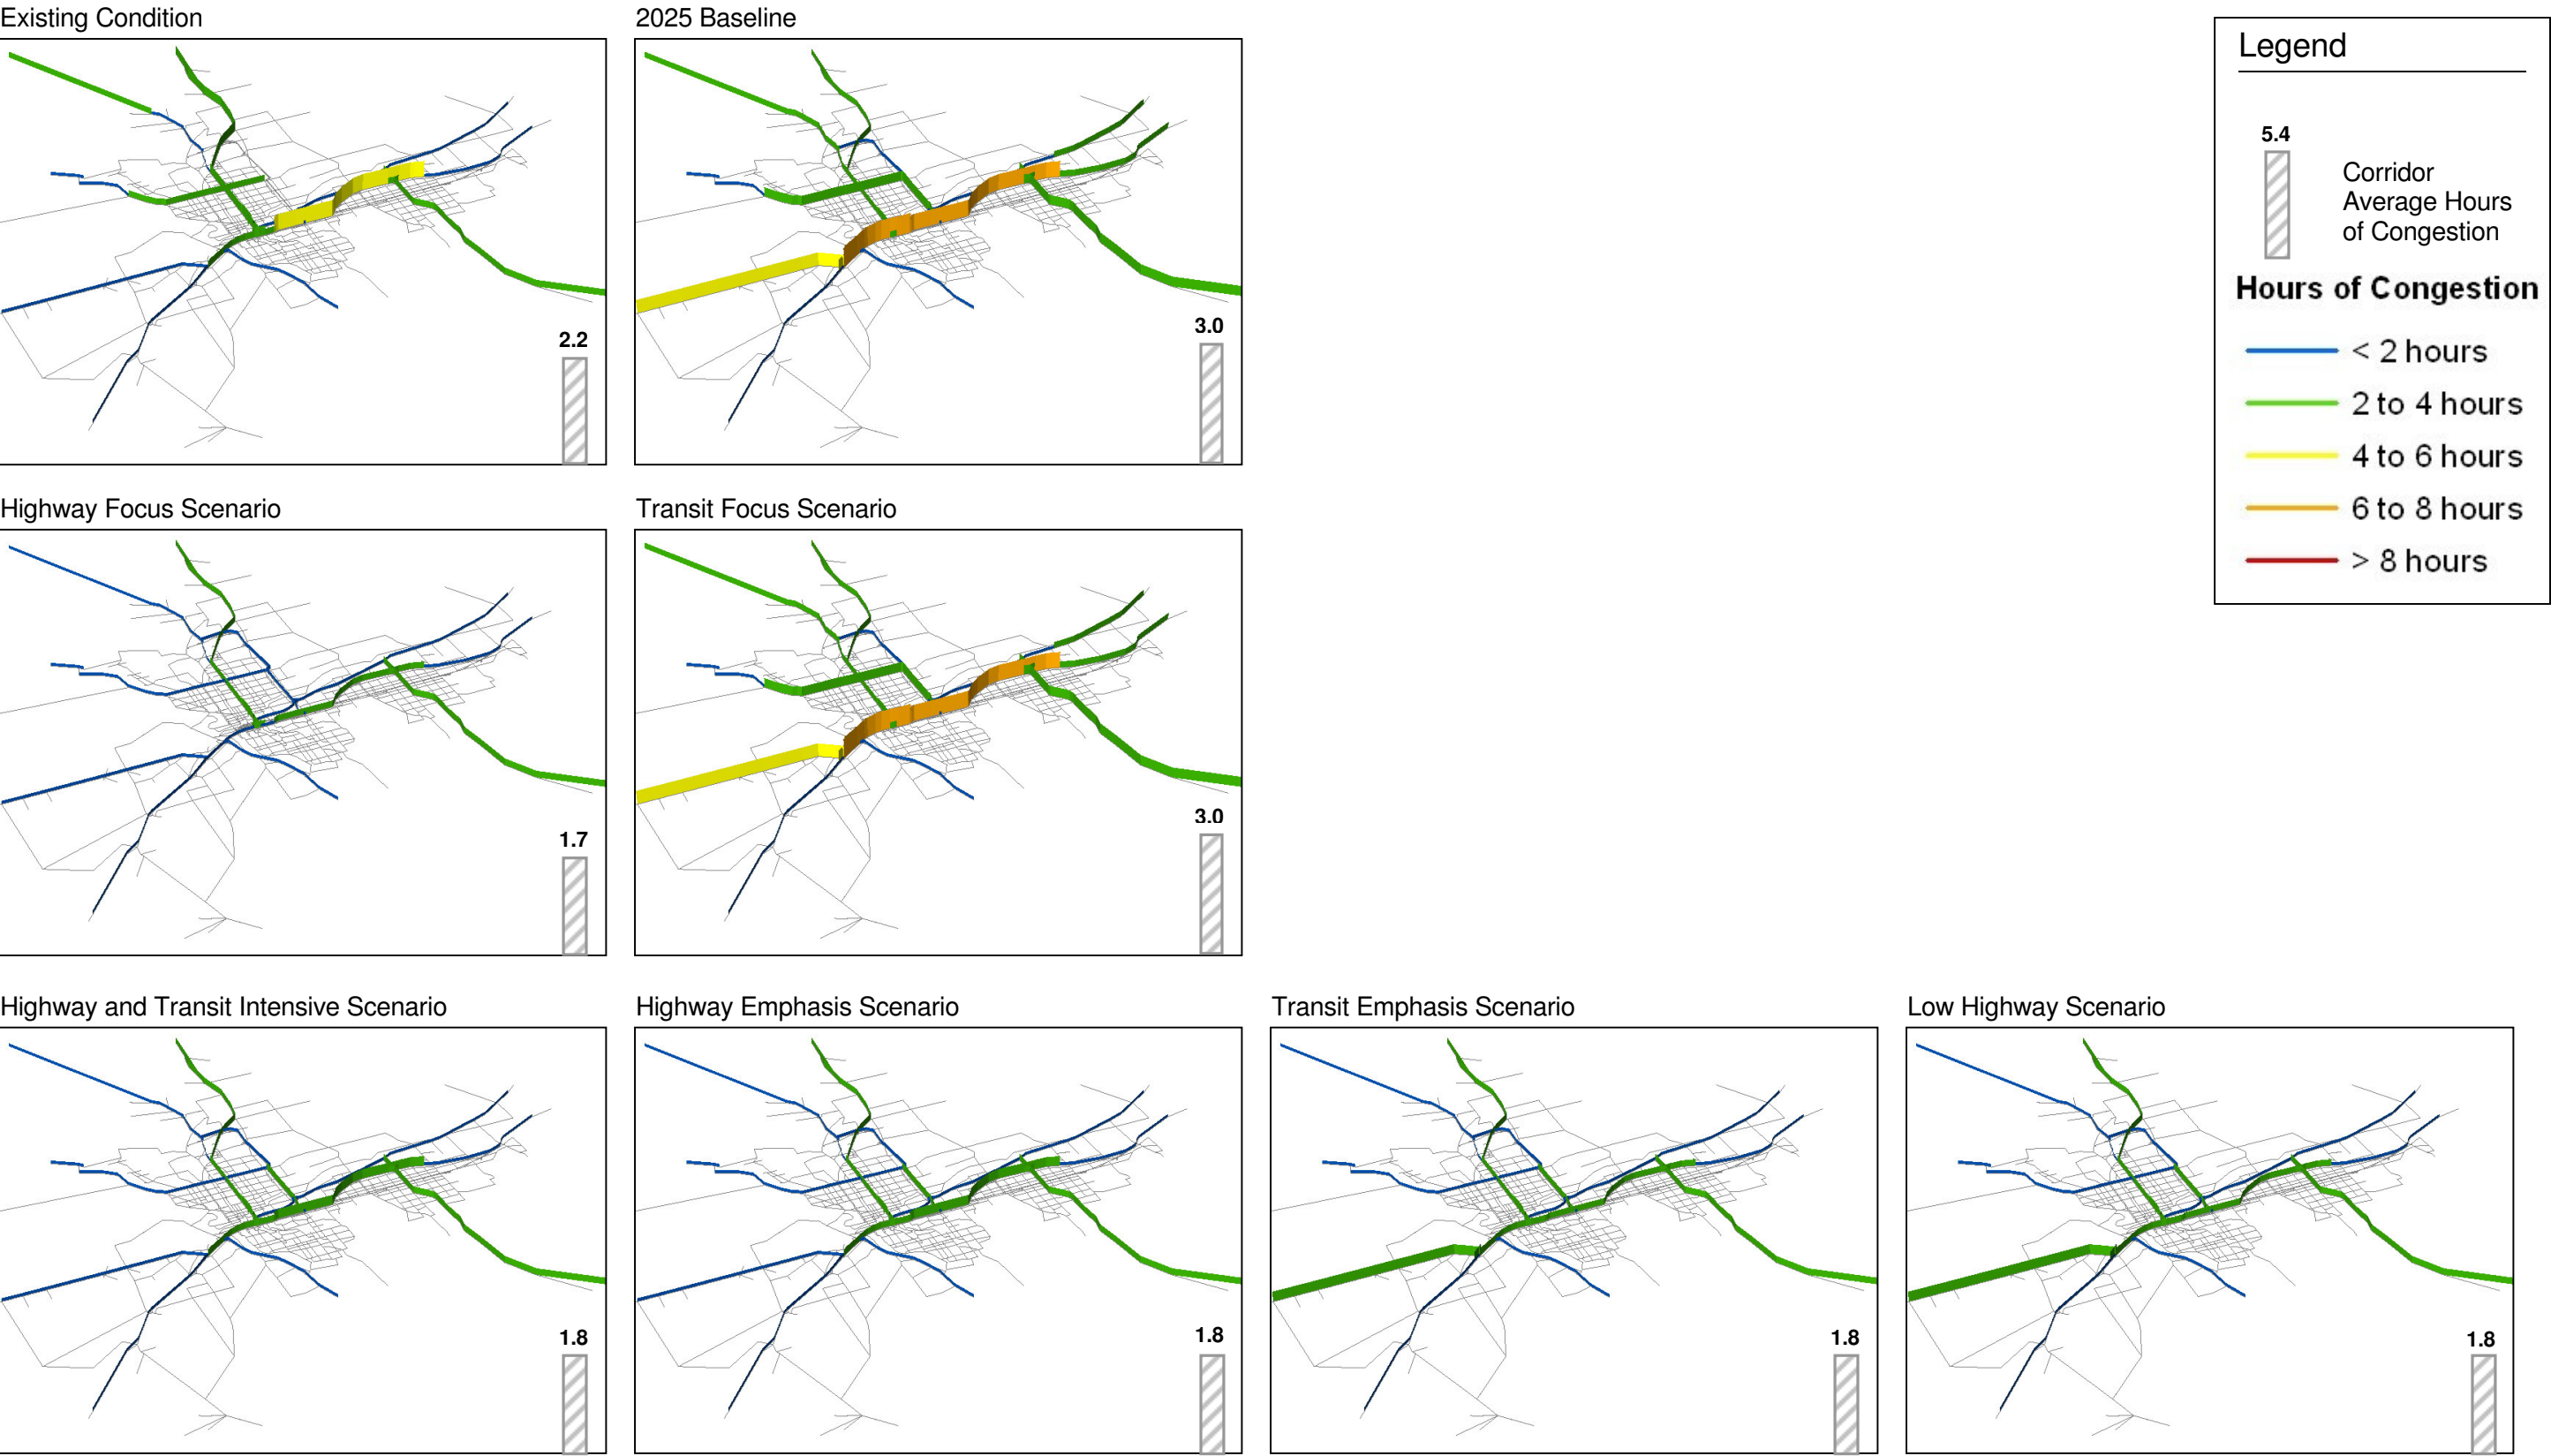 Existing Condition
2025 Baseline
Legend
5.4
Corridor
Average Hours
of Congestion
Hours of Congestion
< 2 hours
2 to 4 hours
4 to 6 hours
6 to 8 hours
> 8 hours
2.2
3.0
Highway Focus Scenario
Transit Focus Scenario
1.7
3.0
Highway and Transit Intensive Scenario
Highway Emphasis Scenario
Transit Emphasis Scenario
Low Highway Scenario
1.8
1.8
1.8
1.8